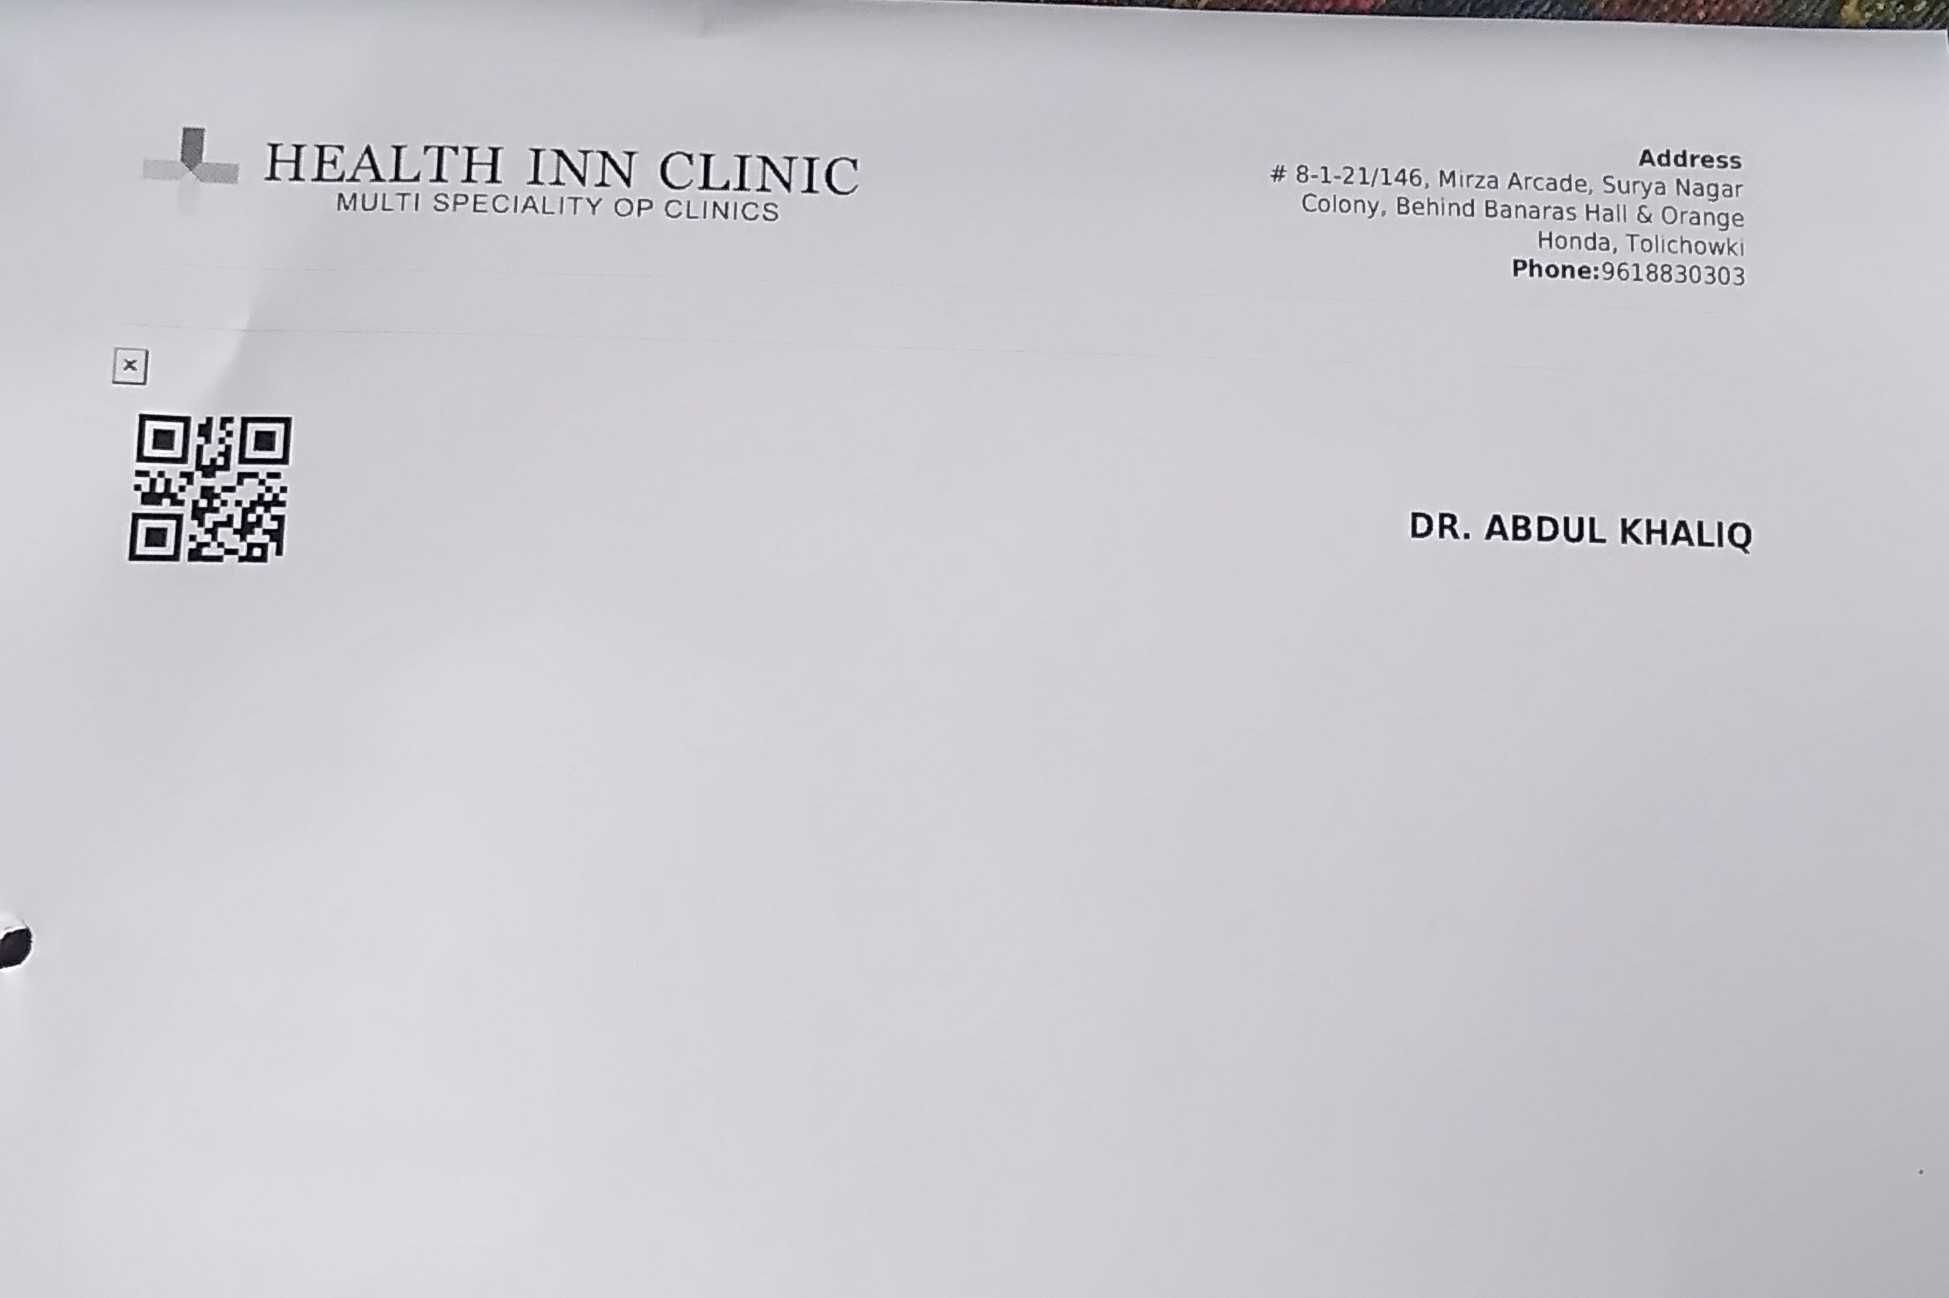 HEALTH INN CLINIC
MULTI SPECIALITY OP CLINICS
Address
# 8-1-21/146, Mirza Arcade, Surya Nagar
Colony, Behind Banaras Hall & Orange
Honda, Tolichowki
Phone:9618830303
DR. ABDUL KHALIQ